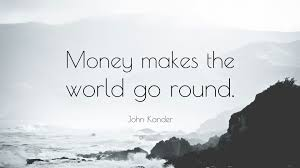 Money makes the
world go round.
John Kander